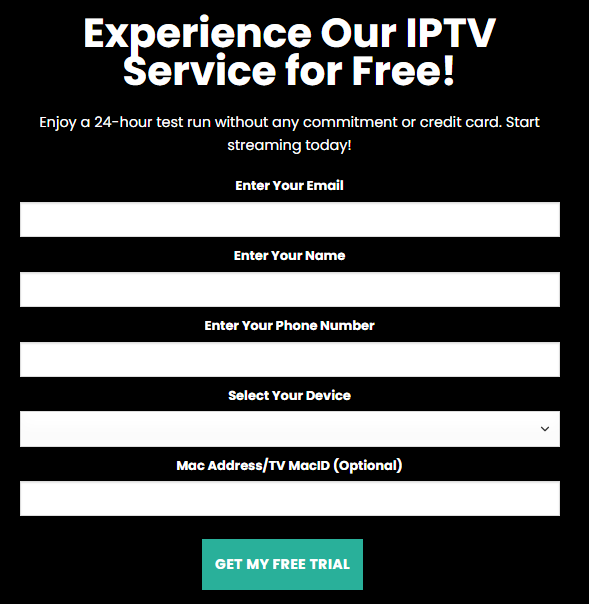 Experience Our IPTV
Service for Free!
Enjoy a 24-hour test run without any commitment or credit card. Start
streaming today!
Enter Your Email
Enter Your Name
Enter Your Phone Number
Select Your Device
Mac Address/TV MacID (Optional)
GET MY FREE TRIAL